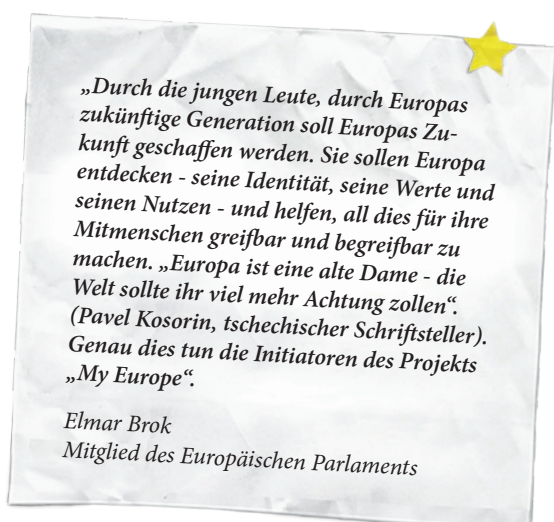 „Durch die jungen Leute, durch Europas
zukünftige Generation soll Europas Zu-
kunft geschaffen werden. Sie sollen Europa
entdecken - seine Identität, seine Werte und
seinen Nutzen - und helfen, all dies für ihre
Mitmenschen greifbar und begreifbar zu
machen. „Europa ist eine alte Dame - die
Welt sollte ihr viel mehr Achtung zollen“.
(Pavel Kosorin, tschechischer Schriftsteller).
Genau dies tun die Initiatoren des Projekts
„My Europe“.
Elmar Brok
Mitglied des Europäischen Parlaments